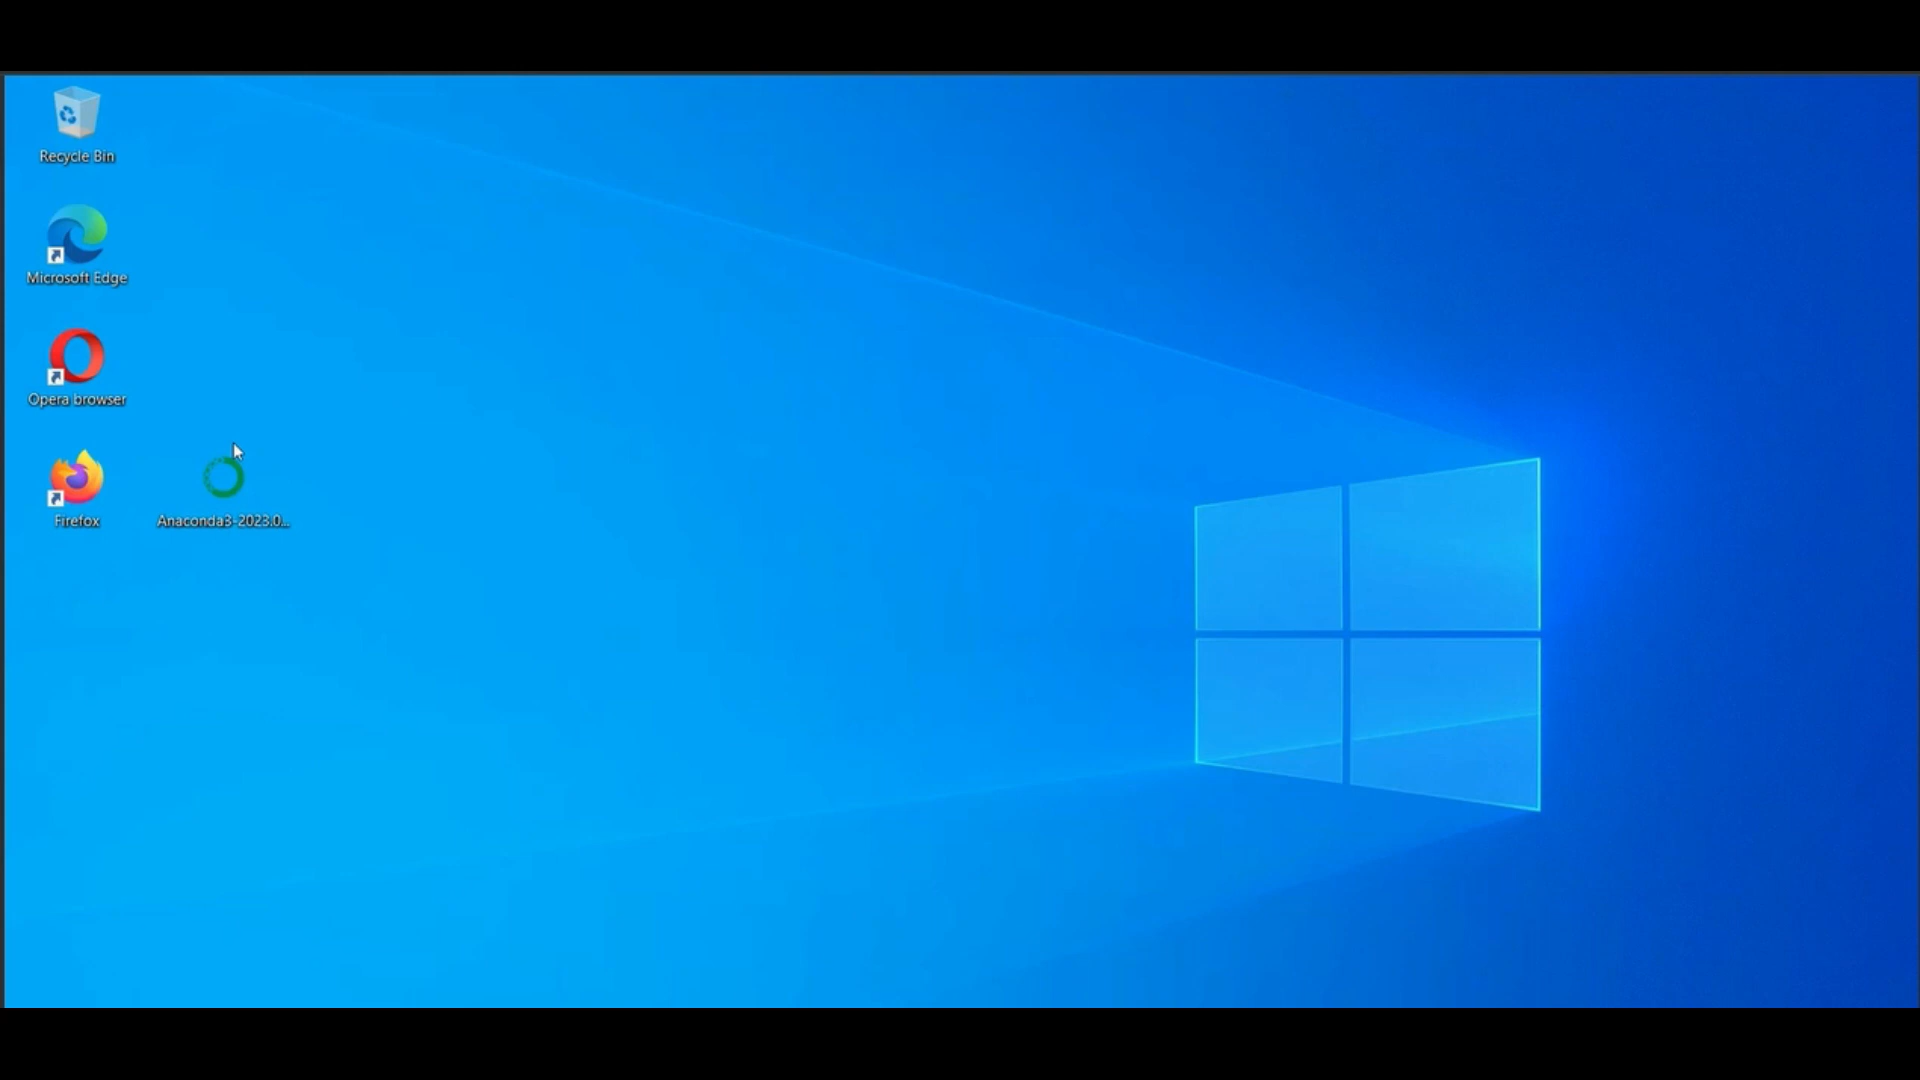 Recycle Bin
Microsoft Edge
Opera browser
Firefox
Anaconda3-2023.0...